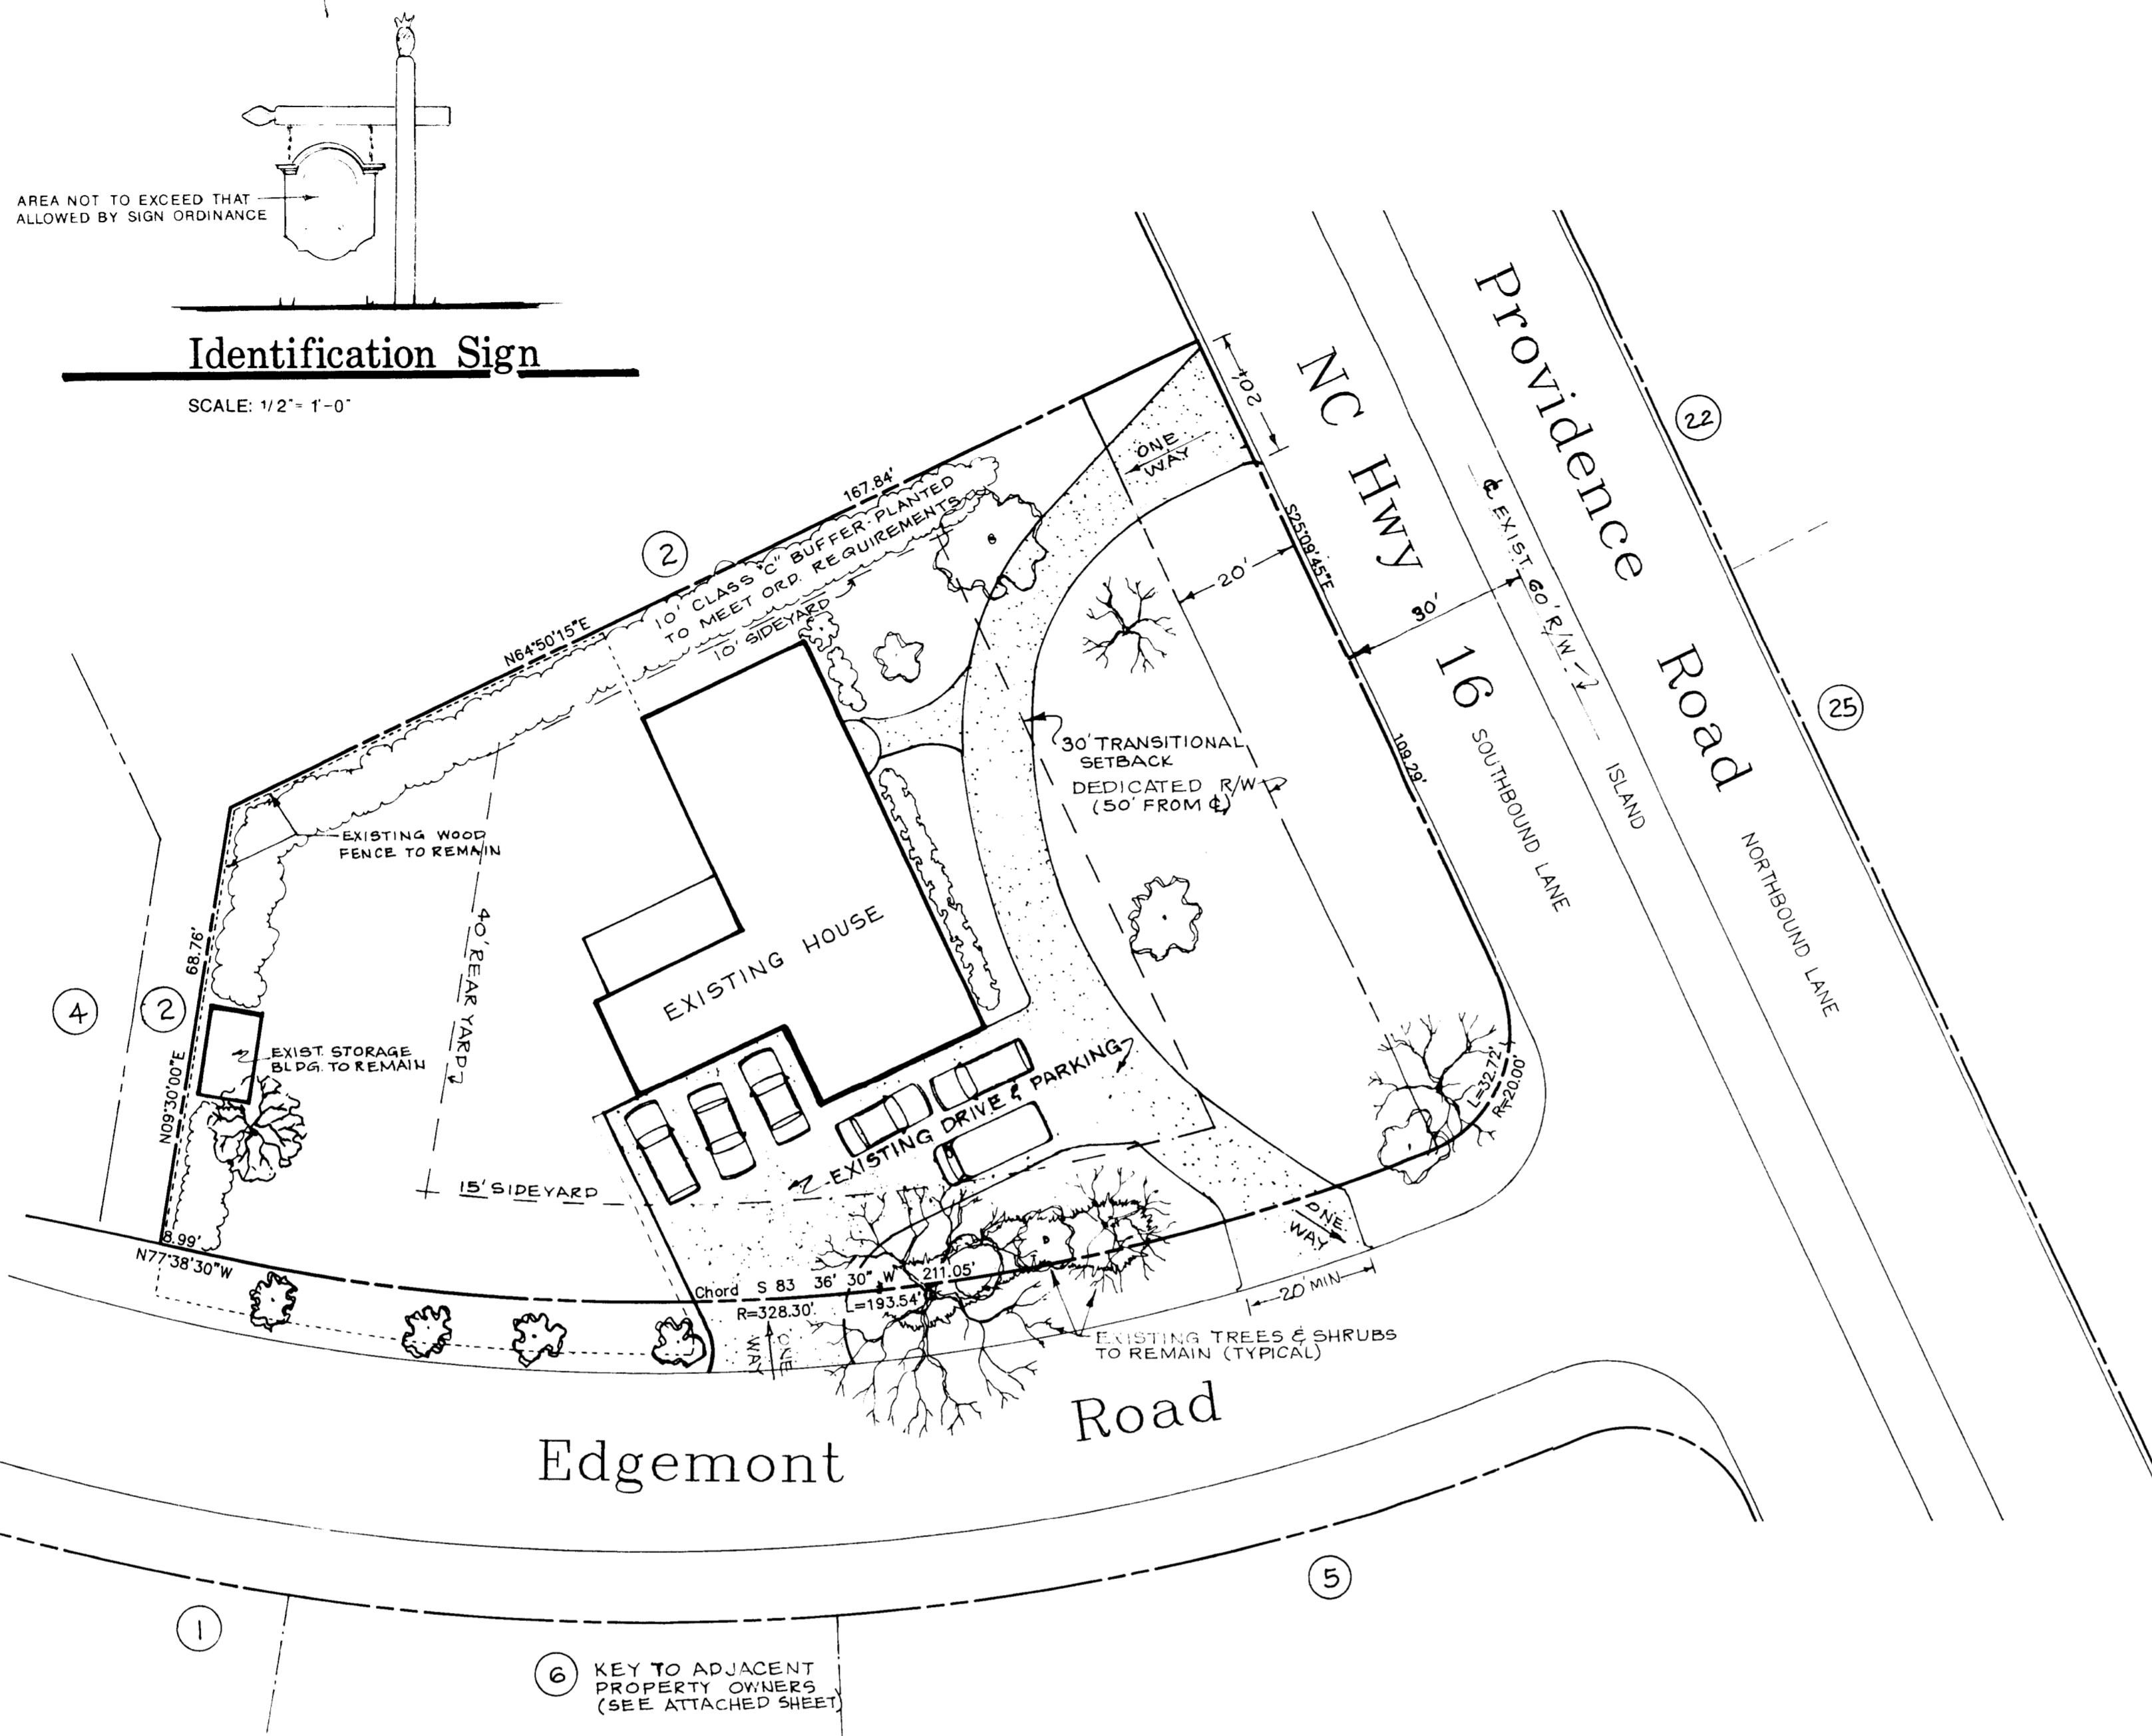 AREA NOT TO EXCEED THAT
ALLOWED BY SIGN ORDINANCE
Identification Sign
SCALE: 1/2"= 1'-0"
Providence
Road
NC Hwy
16
SOUTHBOUND LANE
ISLAND
NORTHBOUND LANE
℄ EXIST. 60' R/W
22
25
20'
ONE
WAY
S25°09'45"E
20'
30'
109.29'
167.84'
2
N64°50'15"E
10' CLASS "C" BUFFER-PLANTED
TO MEET ORD. REQUIREMENTS
10' SIDEYARD
30' TRANSITIONAL
SETBACK
DEDICATED R/W
(50' FROM ℄)
EXISTING WOOD
FENCE TO REMAIN
68.76'
40' REAR YARD
EXISTING HOUSE
4
2
EXIST. STORAGE
BLDG. TO REMAIN
N09°30'00"E
EXISTING DRIVE & PARKING
L=32.72'
R=20.00'
15' SIDEYARD
8.99'
N77°38'30"W
Chord S 83 36' 30" W 211.05'
R=328.30' L=193.54'
ONE
WAY
ONE
WAY
20' MIN
EXISTING TREES & SHRUBS
TO REMAIN (TYPICAL)
Edgemont Road
1
5
6
KEY TO ADJACENT
PROPERTY OWNERS
(SEE ATTACHED SHEET)